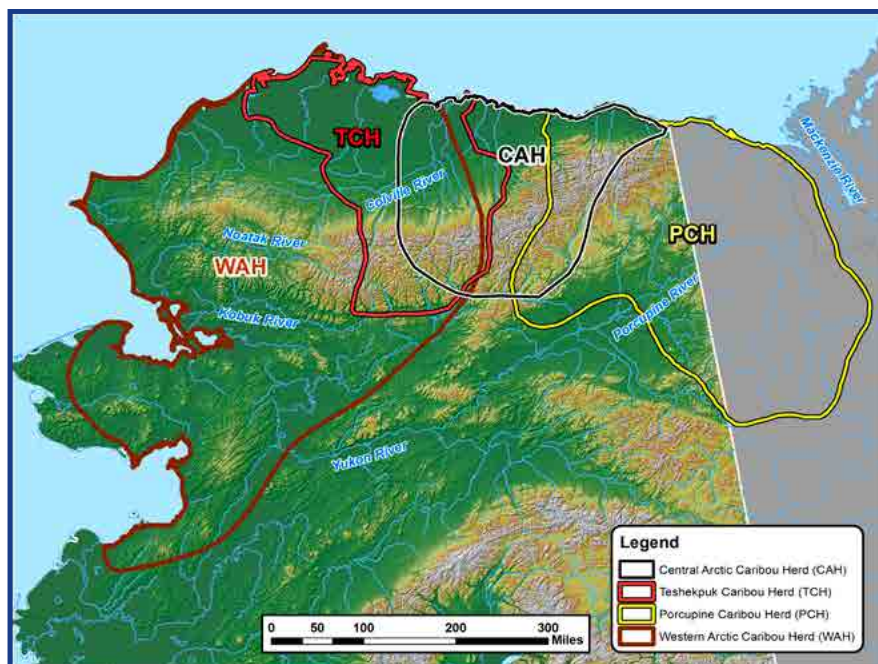 TCH
CAH
Colville River
Mackenzin River
Noatak River
WAH
PCH
Kobuk River
Porcupine River
Yukon River
Legend
Central Arctic Caribou Herd (CAH)
Teshekpuk Caribou Herd (TCH)
Porcupine Caribou Herd (PCH)
Western Arctic Caribou Herd (WAH)
0 50 100 200 300
Miles